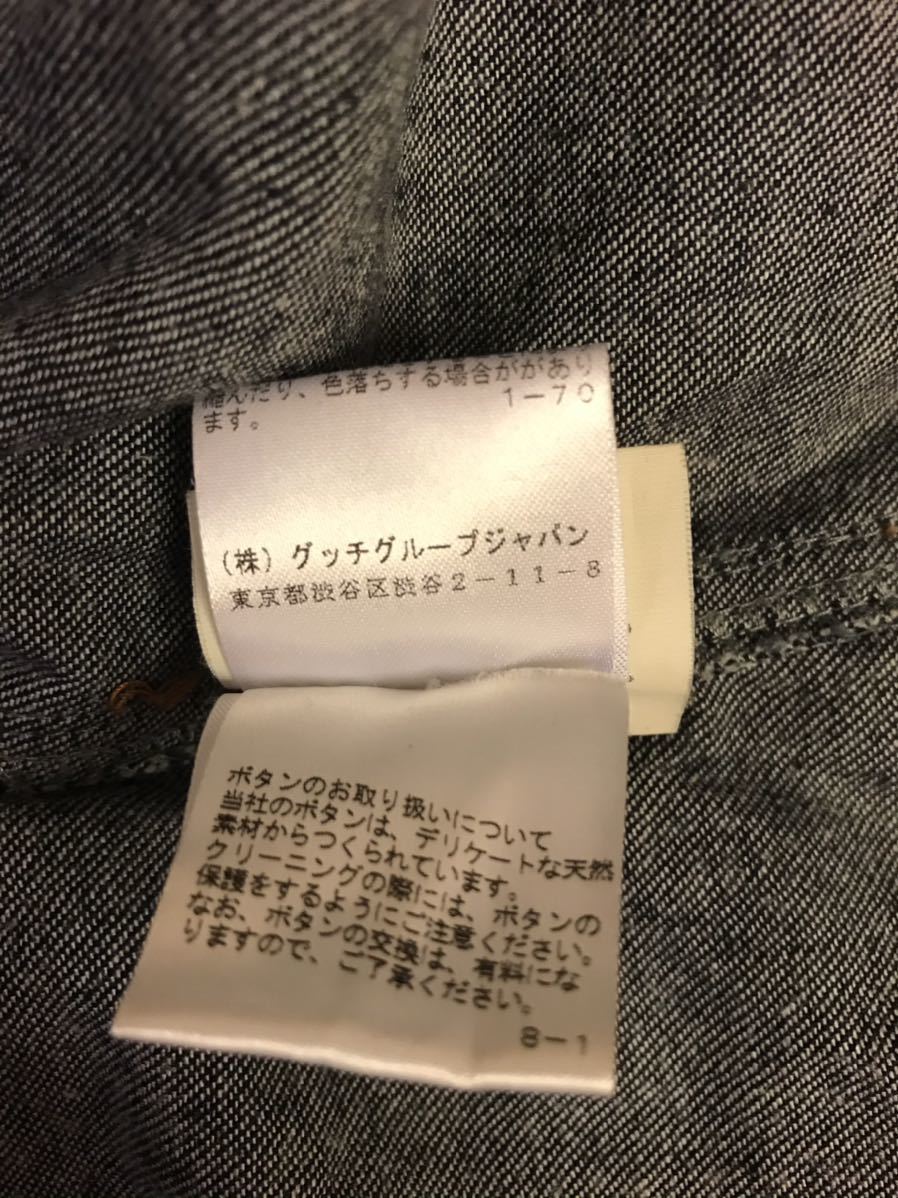 縮んだり、色落ちする場合ががあり
ます。
1-70
(株) グッチグループジャパン
東京都渋谷区渋谷2-11-8
ボタンのお取り扱いについて
当社のボタンは、デリケートな天然
素材からつくられています。
クリーニングの際には、ボタンの
保護をするようにご注意ください。
なお、ボタンの交換は、有料にな
りますので、ご了承ください。
8-1